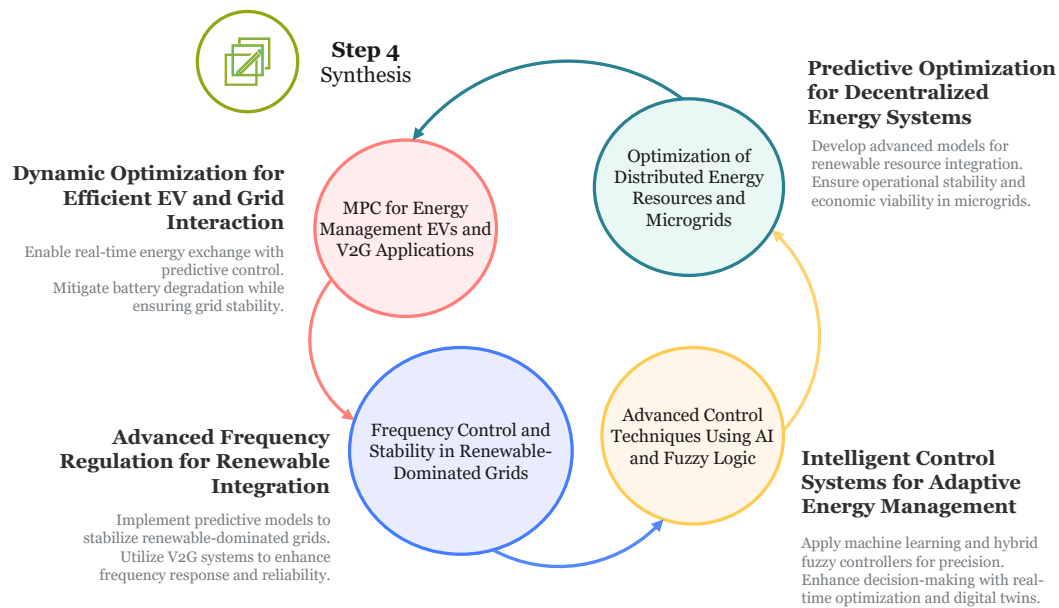 Step 4
Synthesis
Predictive Optimization
for Decentralized
Energy Systems
Develop advanced models for
renewable resource integration.
Ensure operational stability and
economic viability in microgrids.
Optimization of
Distributed Energy
Resources and
Microgrids
Dynamic Optimization for
Efficient EV and Grid
Interaction
Enable real-time energy exchange with
predictive control.
Mitigate battery degradation while
ensuring grid stability.
MPC for Energy
Management EVs and
V2G Applications
Advanced Frequency
Regulation for Renewable
Integration
Implement predictive models to
stabilize renewable-dominated grids.
Utilize V2G systems to enhance
frequency response and reliability.
Frequency Control and
Stability in Renewable-
Dominated Grids
Advanced Control
Techniques Using AI
and Fuzzy Logic
Intelligent Control
Systems for Adaptive
Energy Management
Apply machine learning and hybrid
fuzzy controllers for precision.
Enhance decision-making with real-
time optimization and digital twins.